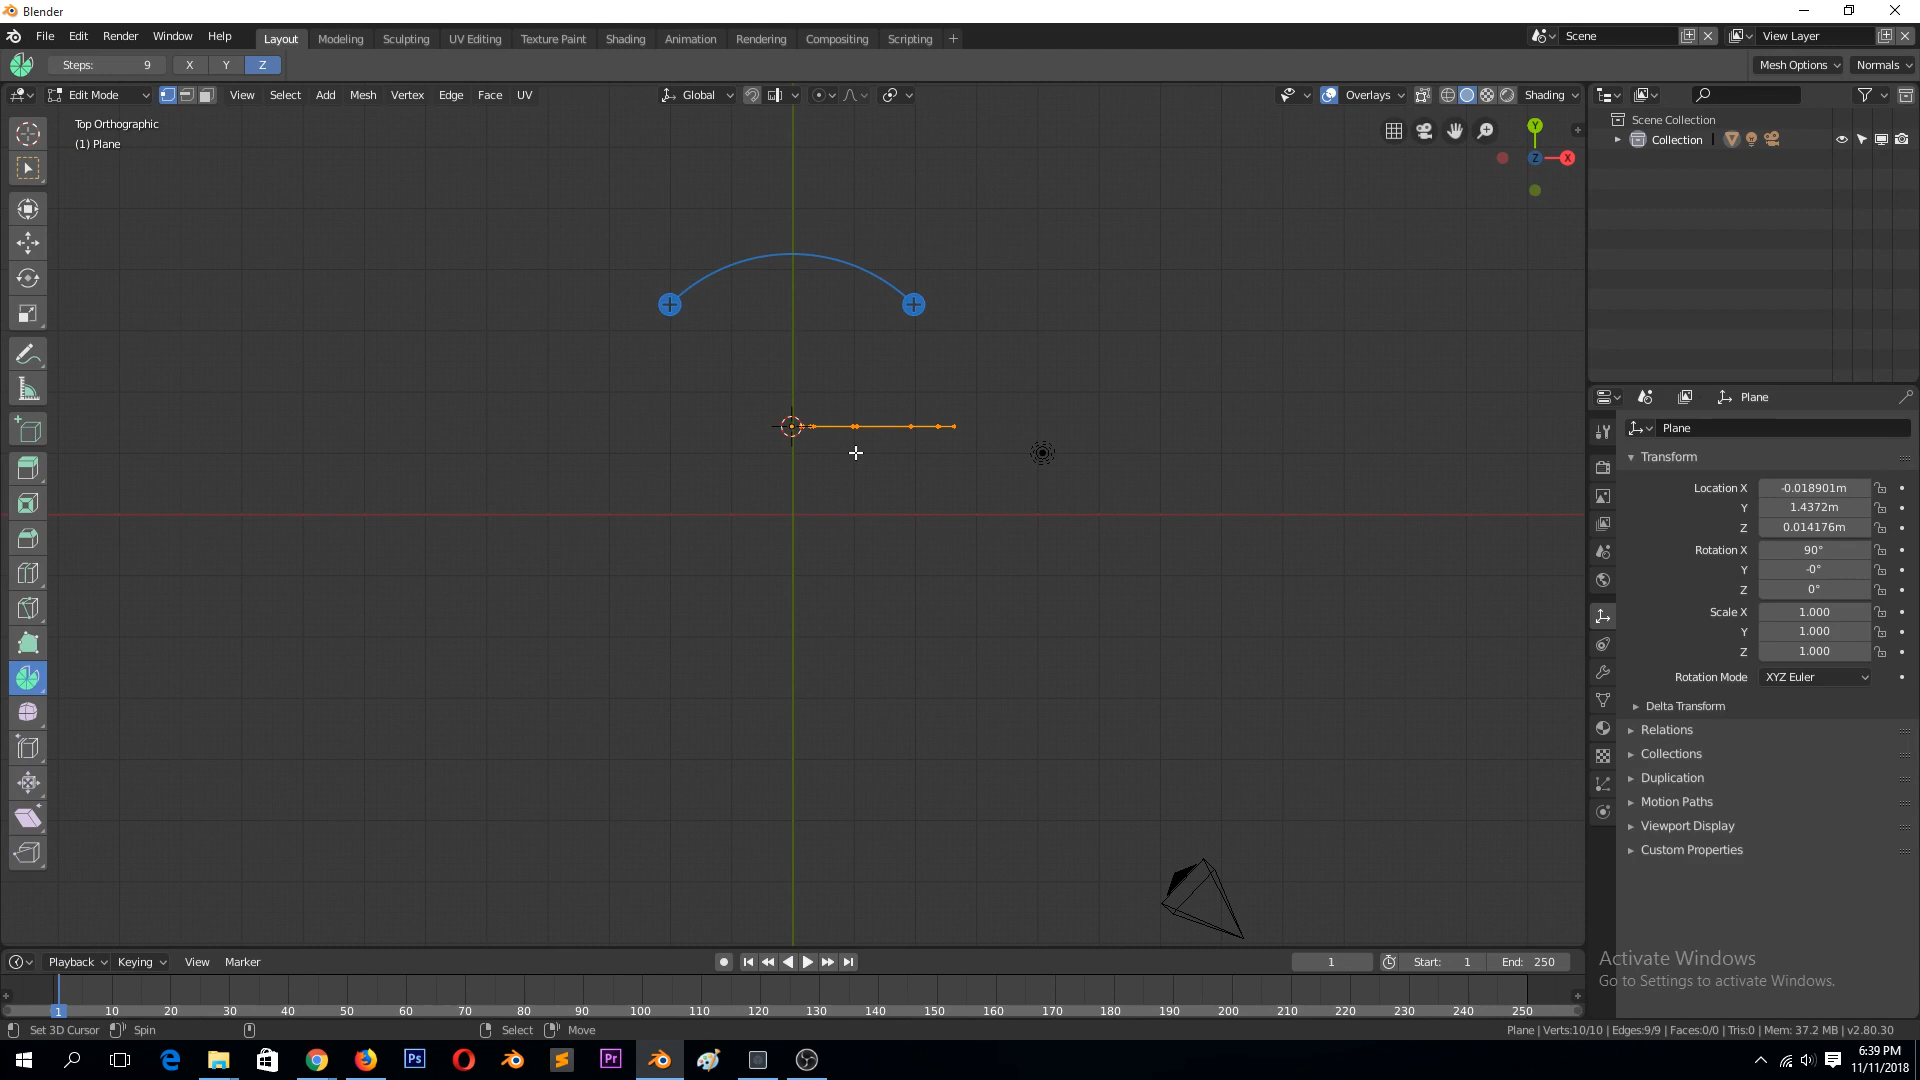 Blender
File Edit Render Window Help Layout Modeling Sculpting UV Editing Texture Paint Shading Animation Rendering Compositing Scripting + Scene View Layer
Steps: 9 X Y Z Mesh Options Normals
Edit Mode View Select Add Mesh Vertex Edge Face UV Global Overlays Shading
Top Orthographic
(1) Plane
Y
Z X
Scene Collection
Collection
Plane
Plane
Transform
Location X -0.018901m
Y 1.4372m
Z 0.014176m
Rotation X 90°
Y -0°
Z 0°
Scale X 1.000
Y 1.000
Z 1.000
Rotation Mode XYZ Euler
Delta Transform
Relations
Collections
Duplication
Motion Paths
Viewport Display
Custom Properties
Activate Windows
Go to Settings to activate Windows.
Playback Keying View Marker 1 Start: 1 End: 250
1 10 20 30 40 50 60 70 80 90 100 110 120 130 140 150 160 170 180 190 200 210 220 230 240 250
Set 3D Cursor Spin Select Move Plane | Verts:10/10 | Edges:9/9 | Faces:0/0 | Tris:0 | Mem: 37.2 MB | v2.80.30
Ps Pr
6:39 PM
11/11/2018